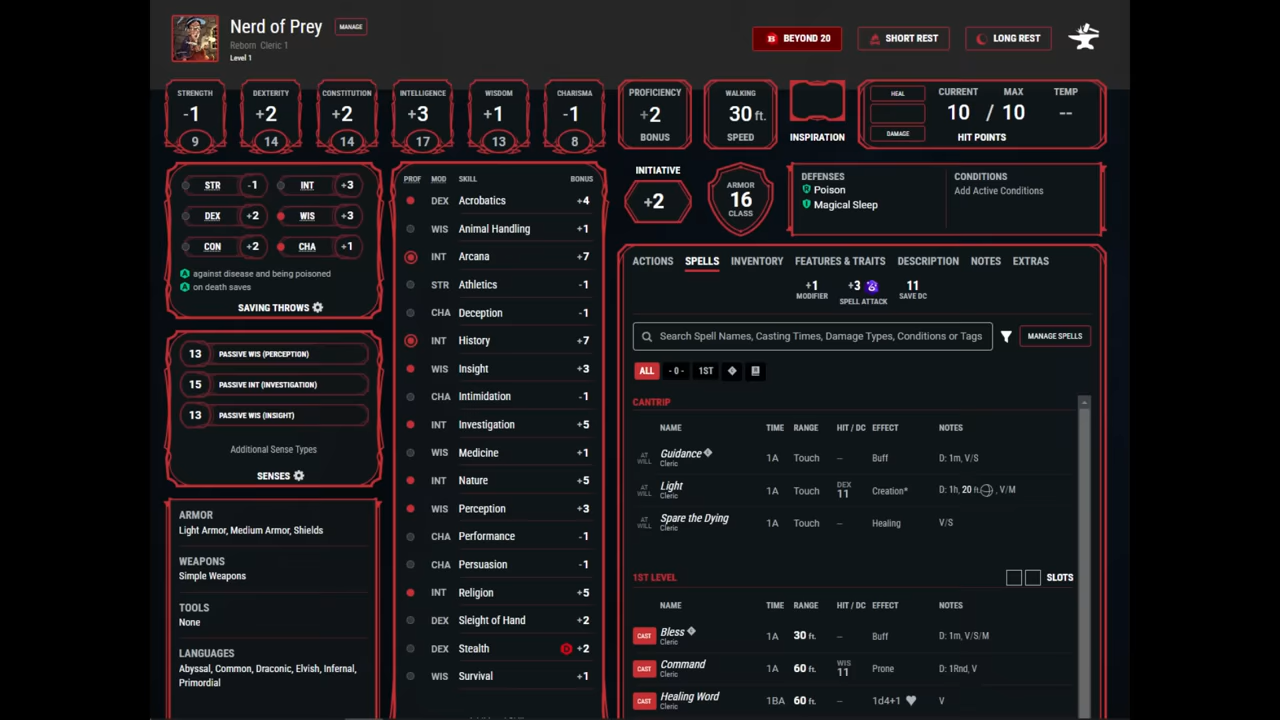 Nerd of Prey MANAGE
Reborn Cleric 1
Level 1
BEYOND 20
SHORT REST
LONG REST
STRENGTH
-1
9
DEXTERITY
+2
14
CONSTITUTION
+2
14
INTELLIGENCE
+3
17
WISDOM
+1
13
CHARISMA
-1
8
PROFICIENCY
+2
BONUS
WALKING
30 ft.
SPEED
INSPIRATION
HEAL
DAMAGE
CURRENT MAX TEMP
10 / 10 --
HIT POINTS
STR -1 INT +3
DEX +2 WIS +3
CON +2 CHA +1
A against disease and being poisoned
A on death saves
SAVING THROWS
13 PASSIVE WIS (PERCEPTION)
15 PASSIVE INT (INVESTIGATION)
13 PASSIVE WIS (INSIGHT)
Additional Sense Types
SENSES
ARMOR
Light Armor, Medium Armor, Shields
WEAPONS
Simple Weapons
TOOLS
None
LANGUAGES
Abyssal, Common, Draconic, Elvish, Infernal,
Primordial
PROF MOD SKILL BONUS
DEX Acrobatics +4
WIS Animal Handling +1
INT Arcana +7
STR Athletics -1
CHA Deception -1
INT History +7
WIS Insight +3
CHA Intimidation -1
INT Investigation +5
WIS Medicine +1
INT Nature +5
WIS Perception +3
CHA Performance -1
CHA Persuasion -1
INT Religion +5
DEX Sleight of Hand +2
DEX Stealth D +2
WIS Survival +1
INITIATIVE
+2
ARMOR
16
CLASS
DEFENSES
Poison
Magical Sleep
CONDITIONS
Add Active Conditions
ACTIONS SPELLS INVENTORY FEATURES & TRAITS DESCRIPTION NOTES EXTRAS
+1
MODIFIER
+3
SPELL ATTACK
11
SAVE DC
Search Spell Names, Casting Times, Damage Types, Conditions or Tags
MANAGE SPELLS
ALL - 0 - 1ST
CANTRIP
NAME TIME RANGE HIT / DC EFFECT NOTES
AT WILL Guidance 1A Touch -- Buff D: 1m, V/S
Cleric
AT WILL Light 1A Touch DEX 11 Creation* D: 1h, 20 ft. , V/M
Cleric
AT WILL Spare the Dying 1A Touch Healing V/S
Cleric
1ST LEVEL SLOTS
NAME TIME RANGE HIT / DC EFFECT NOTES
CAST Bless 1A 30 ft. -- Buff D: 1m, V/S/M
Cleric
CAST Command 1A 60 ft. WIS 11 Prone D: 1Rnd, V
Cleric
CAST Healing Word 1BA 60 ft. -- 1d4+1 V
Cleric